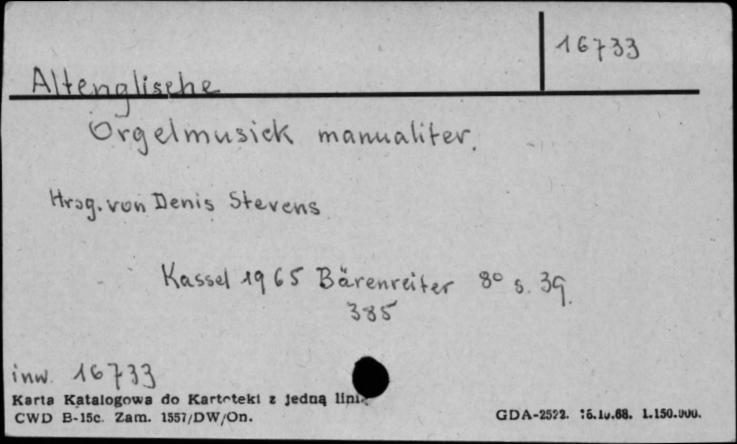 16733
Altenglische
Orgelmusick manualiter.
Hrsg. von Denis Stevens
Kassel 1965 Bärenreiter 8° s. 39.
385
inw. 16733
Karta Katalogowa do Kartoteki z jedną linią
CWD B-15c. Zam. 1557/DW/On.
GDA-2522. 16.10.68. 1.150.000.